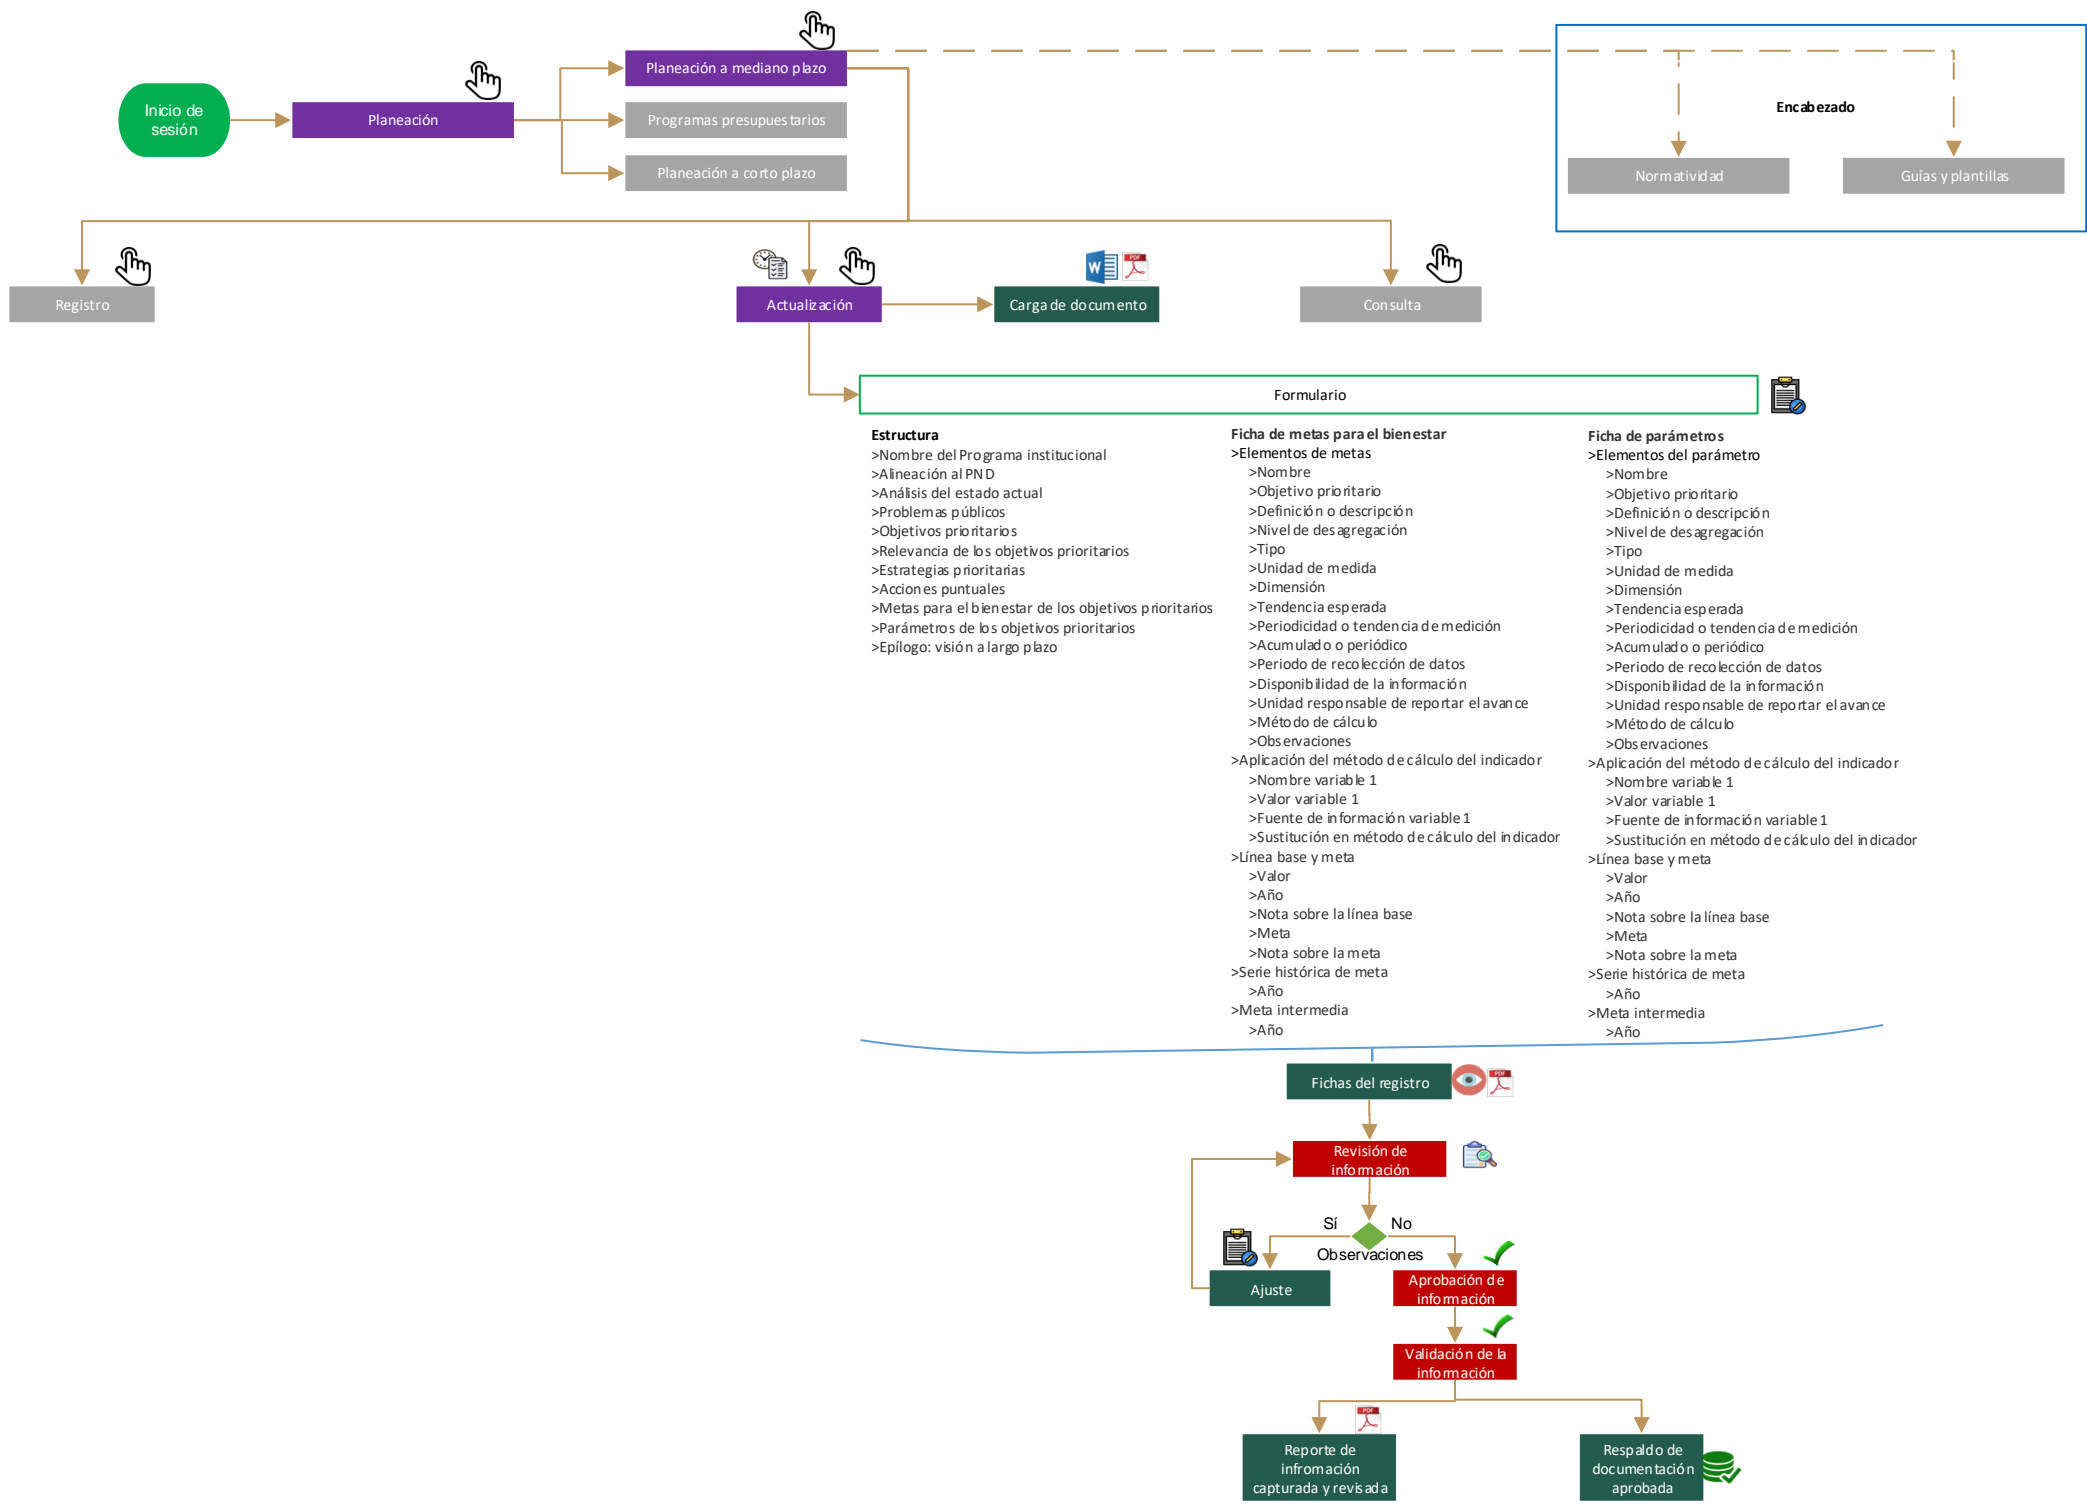 Inicio de
sesión
Planeación
Planeación a mediano plazo
Programas presupuestarios
Planeación a corto plazo
Encabezado
Normatividad
Guías y plantillas
Registro
Actualización
W
PDF
Carga de documento
Consulta
Formulario
Estructura
>Nombre del Programa institucional
>Alineación al PND
>Análisis del estado actual
>Problemas públicos
>Objetivos prioritarios
>Relevancia de los objetivos prioritarios
>Estrategias prioritarias
>Acciones puntuales
>Metas para el bienestar de los objetivos prioritarios
>Parámetros de los objetivos prioritarios
>Epílogo: visión a largo plazo
Ficha de metas para el bienestar
>Elementos de metas
>Nombre
>Objetivo prioritario
>Definición o descripción
>Nivel de desagregación
>Tipo
>Unidad de medida
>Dimensión
>Tendencia esperada
>Periodicidad o tendencia de medición
>Acumulado o periódico
>Periodo de recolección de datos
>Disponibilidad de la información
>Unidad responsable de reportar el avance
>Método de cálculo
>Observaciones
>Aplicación del método de cálculo del indicador
>Nombre variable 1
>Valor variable 1
>Fuente de información variable 1
>Sustitución en método de cálculo del indicador
>Línea base y meta
>Valor
>Año
>Nota sobre la línea base
>Meta
>Nota sobre la meta
>Serie histórica de meta
>Año
>Meta intermedia
>Año
Ficha de parámetros
>Elementos del parámetro
>Nombre
>Objetivo prioritario
>Definición o descripción
>Nivel de desagregación
>Tipo
>Unidad de medida
>Dimensión
>Tendencia esperada
>Periodicidad o tendencia de medición
>Acumulado o periódico
>Periodo de recolección de datos
>Disponibilidad de la información
>Unidad responsable de reportar el avance
>Método de cálculo
>Observaciones
>Aplicación del método de cálculo del indicador
>Nombre variable 1
>Valor variable 1
>Fuente de información variable 1
>Sustitución en método de cálculo del indicador
>Línea base y meta
>Valor
>Año
>Nota sobre la línea base
>Meta
>Nota sobre la meta
>Serie histórica de meta
>Año
>Meta intermedia
>Año
Fichas del registro
PDF
Revisión de
información
Sí
No
Observaciones
Ajuste
Aprobación de
información
Validación de la
información
PDF
Reporte de
infromación
capturada y revisada
Respaldo de
documentación
aprobada